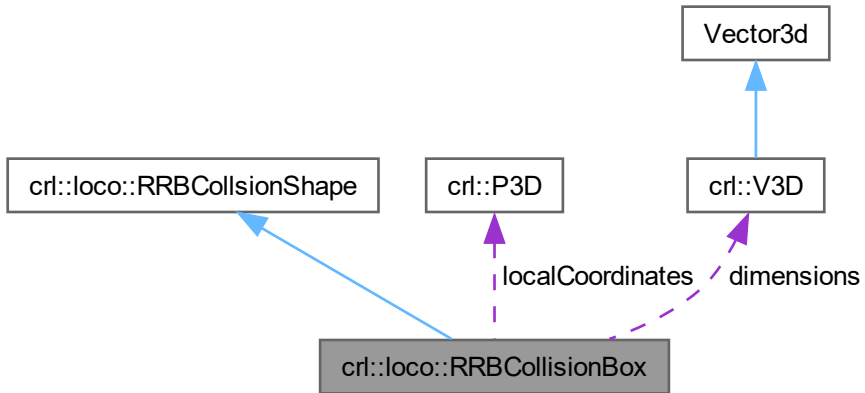 Vector3d
crl::loco::RRBCollsionShape
crl::P3D
crl::V3D
localCoordinates
dimensions
crl::loco::RRBCollisionBox